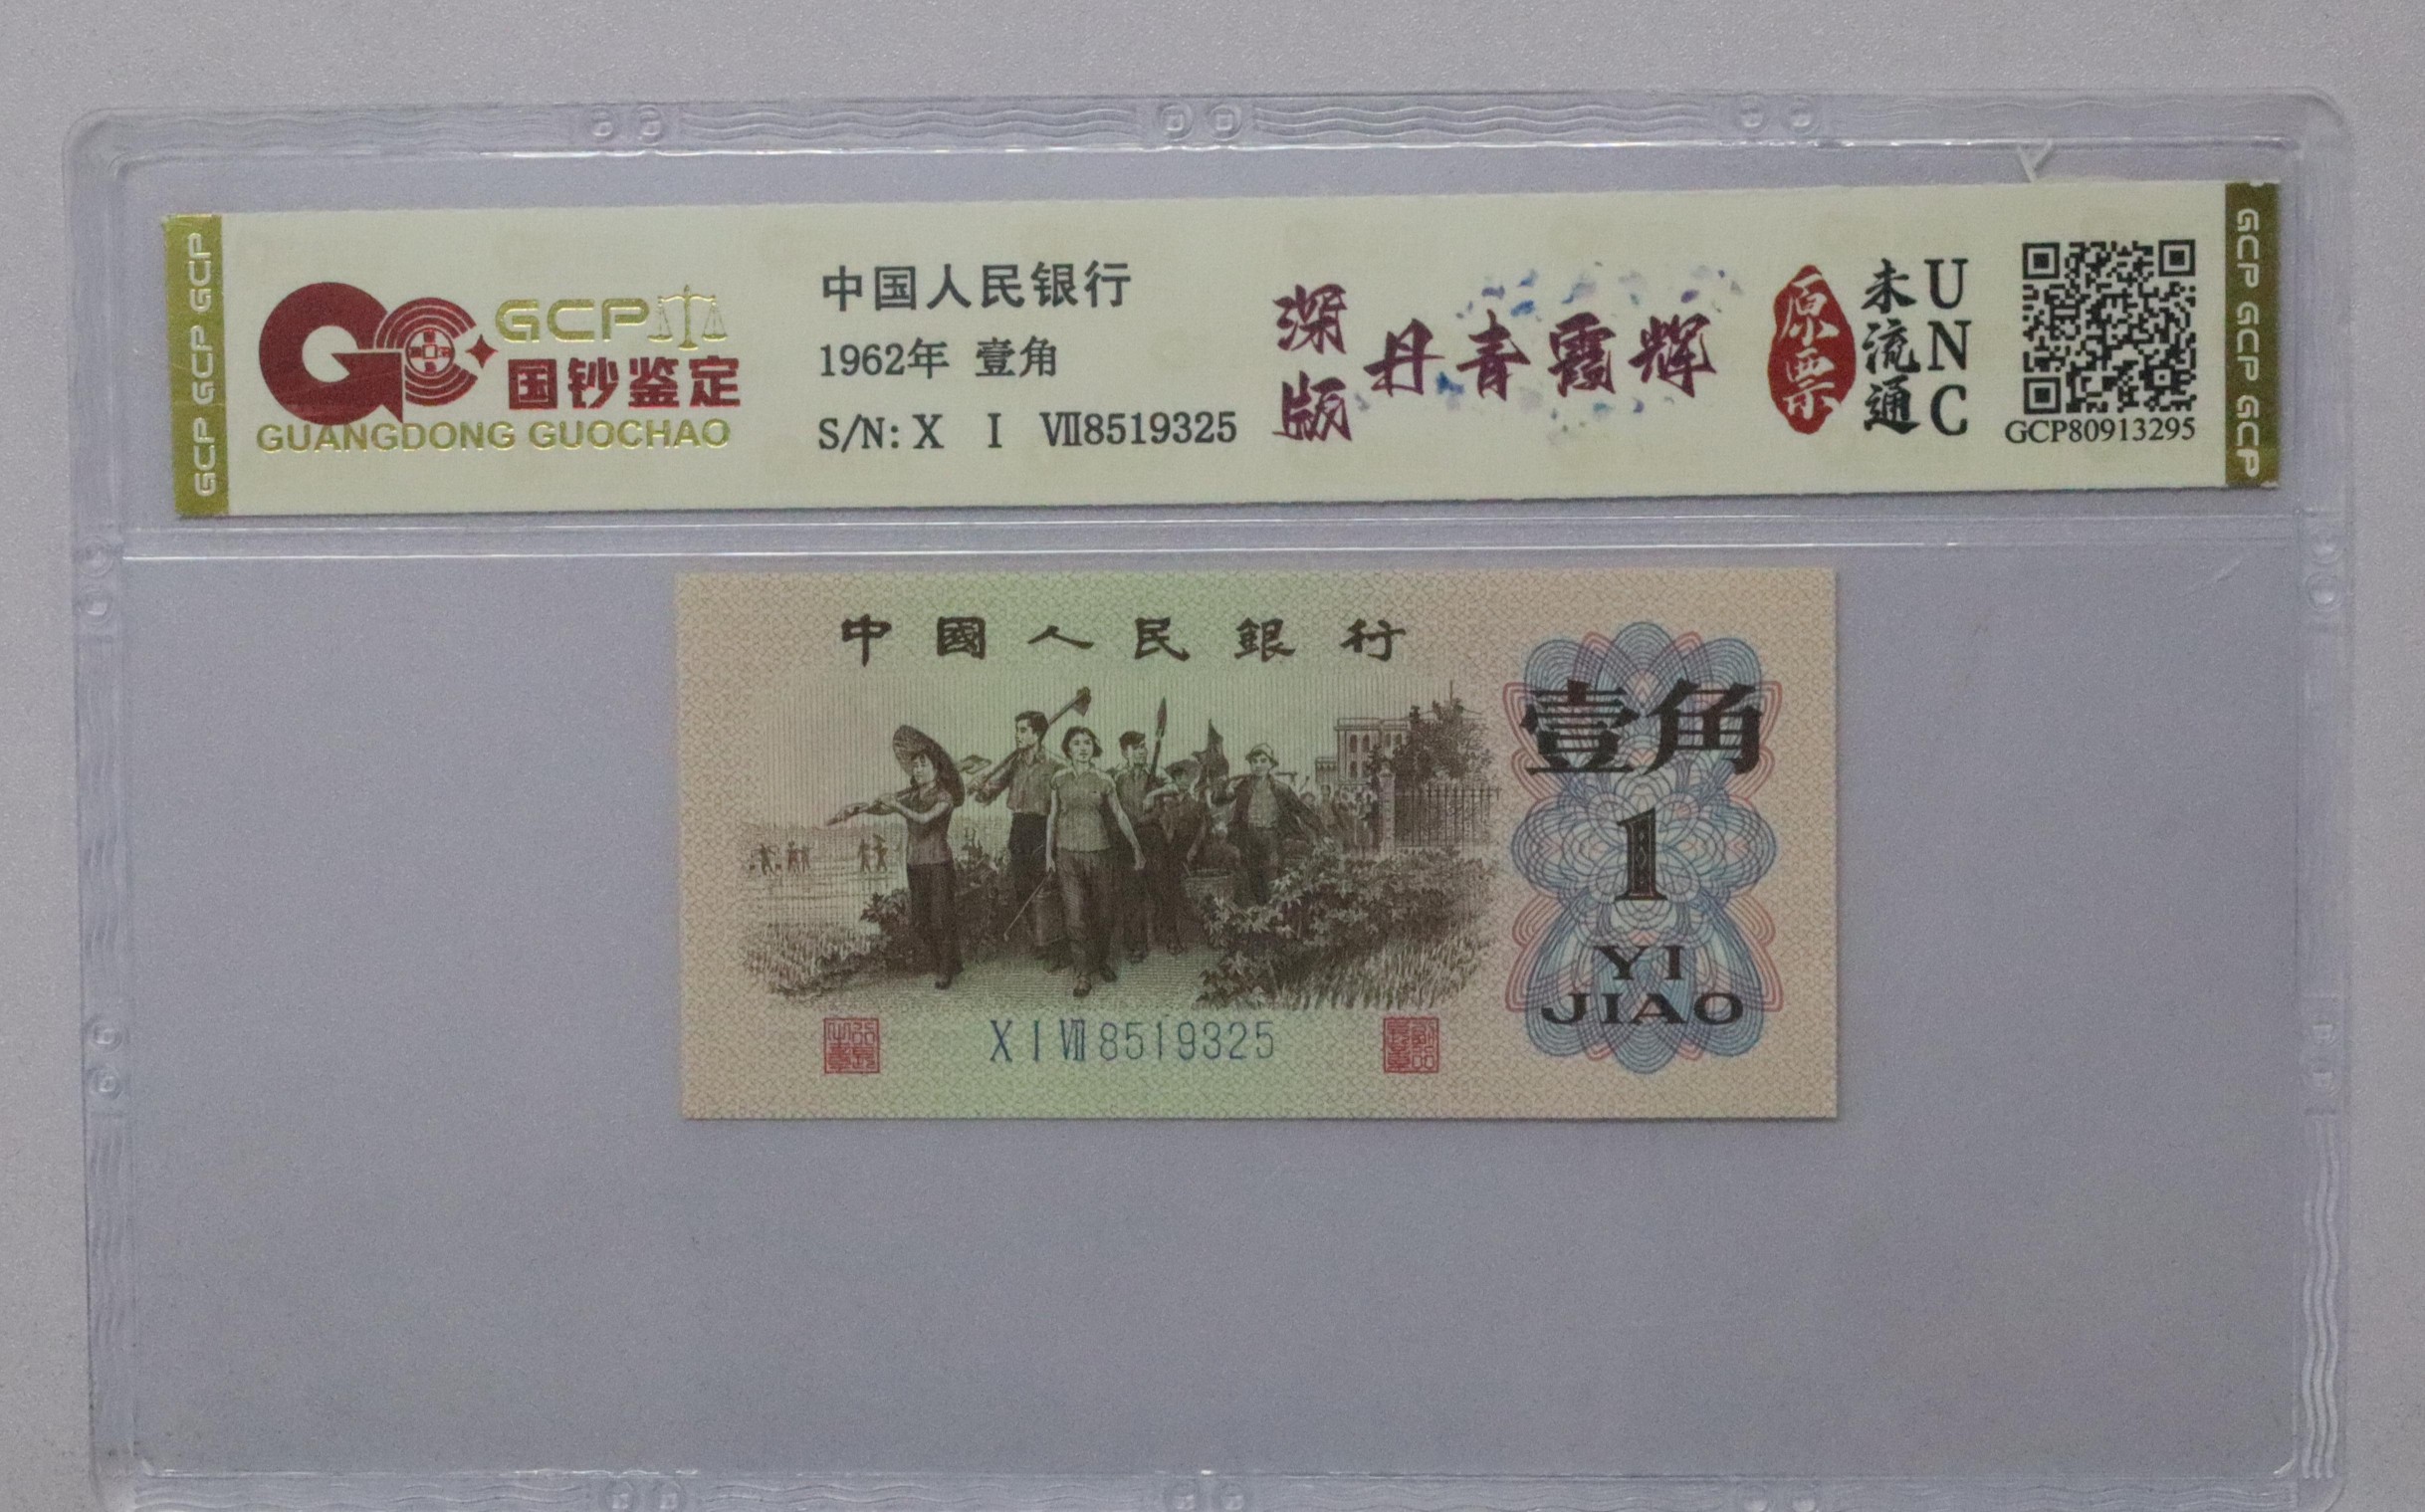 GCP GCP GCP
GCP
国钞鉴定
GUANGDONG GUOCHAO
中国人民银行
1962年 壹角
S/N: X I Ⅶ8519325
深版
丹青霞辉
原票
未流通
UNC
GCP80913295
GCP GCP GCP
中國人民銀行
壹角
1
YI
JIAO
X I Ⅶ 8519325